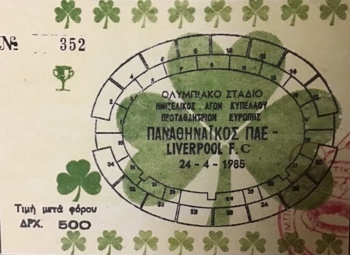 No 352
ΟΛΥΜΠΙΑΚΟ ΣΤΑΔΙΟ
ΗΜΙΤΕΛΙΚΟΣ ΑΓΩΝ ΚΥΠΕΛΛΟΥ
ΠΡΩΤΑΘΛΗΤΡΙΩΝ ΕΥΡΩΠΗΣ
ΠΑΝΑΘΗΝΑΪΚΟΣ ΠΑΕ -
LIVERPOOL F.C
24 - 4 - 1985
Τιμή μετά φόρου
ΔΡΧ. 500